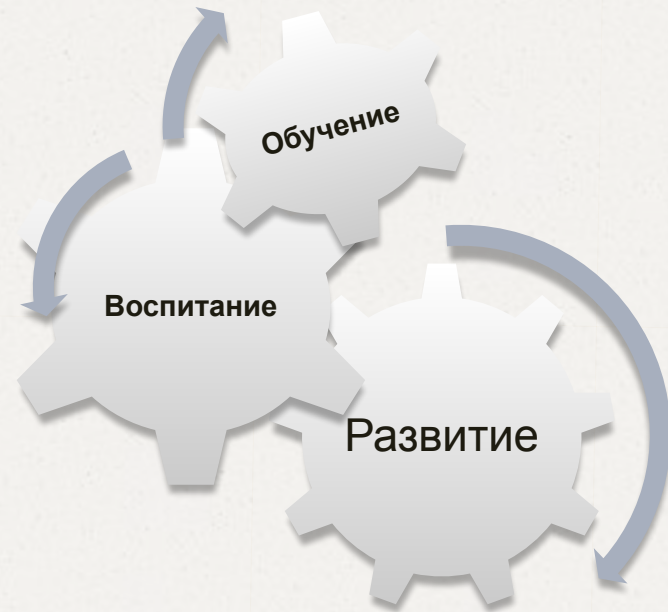 Обучение
Воспитание
Развитие